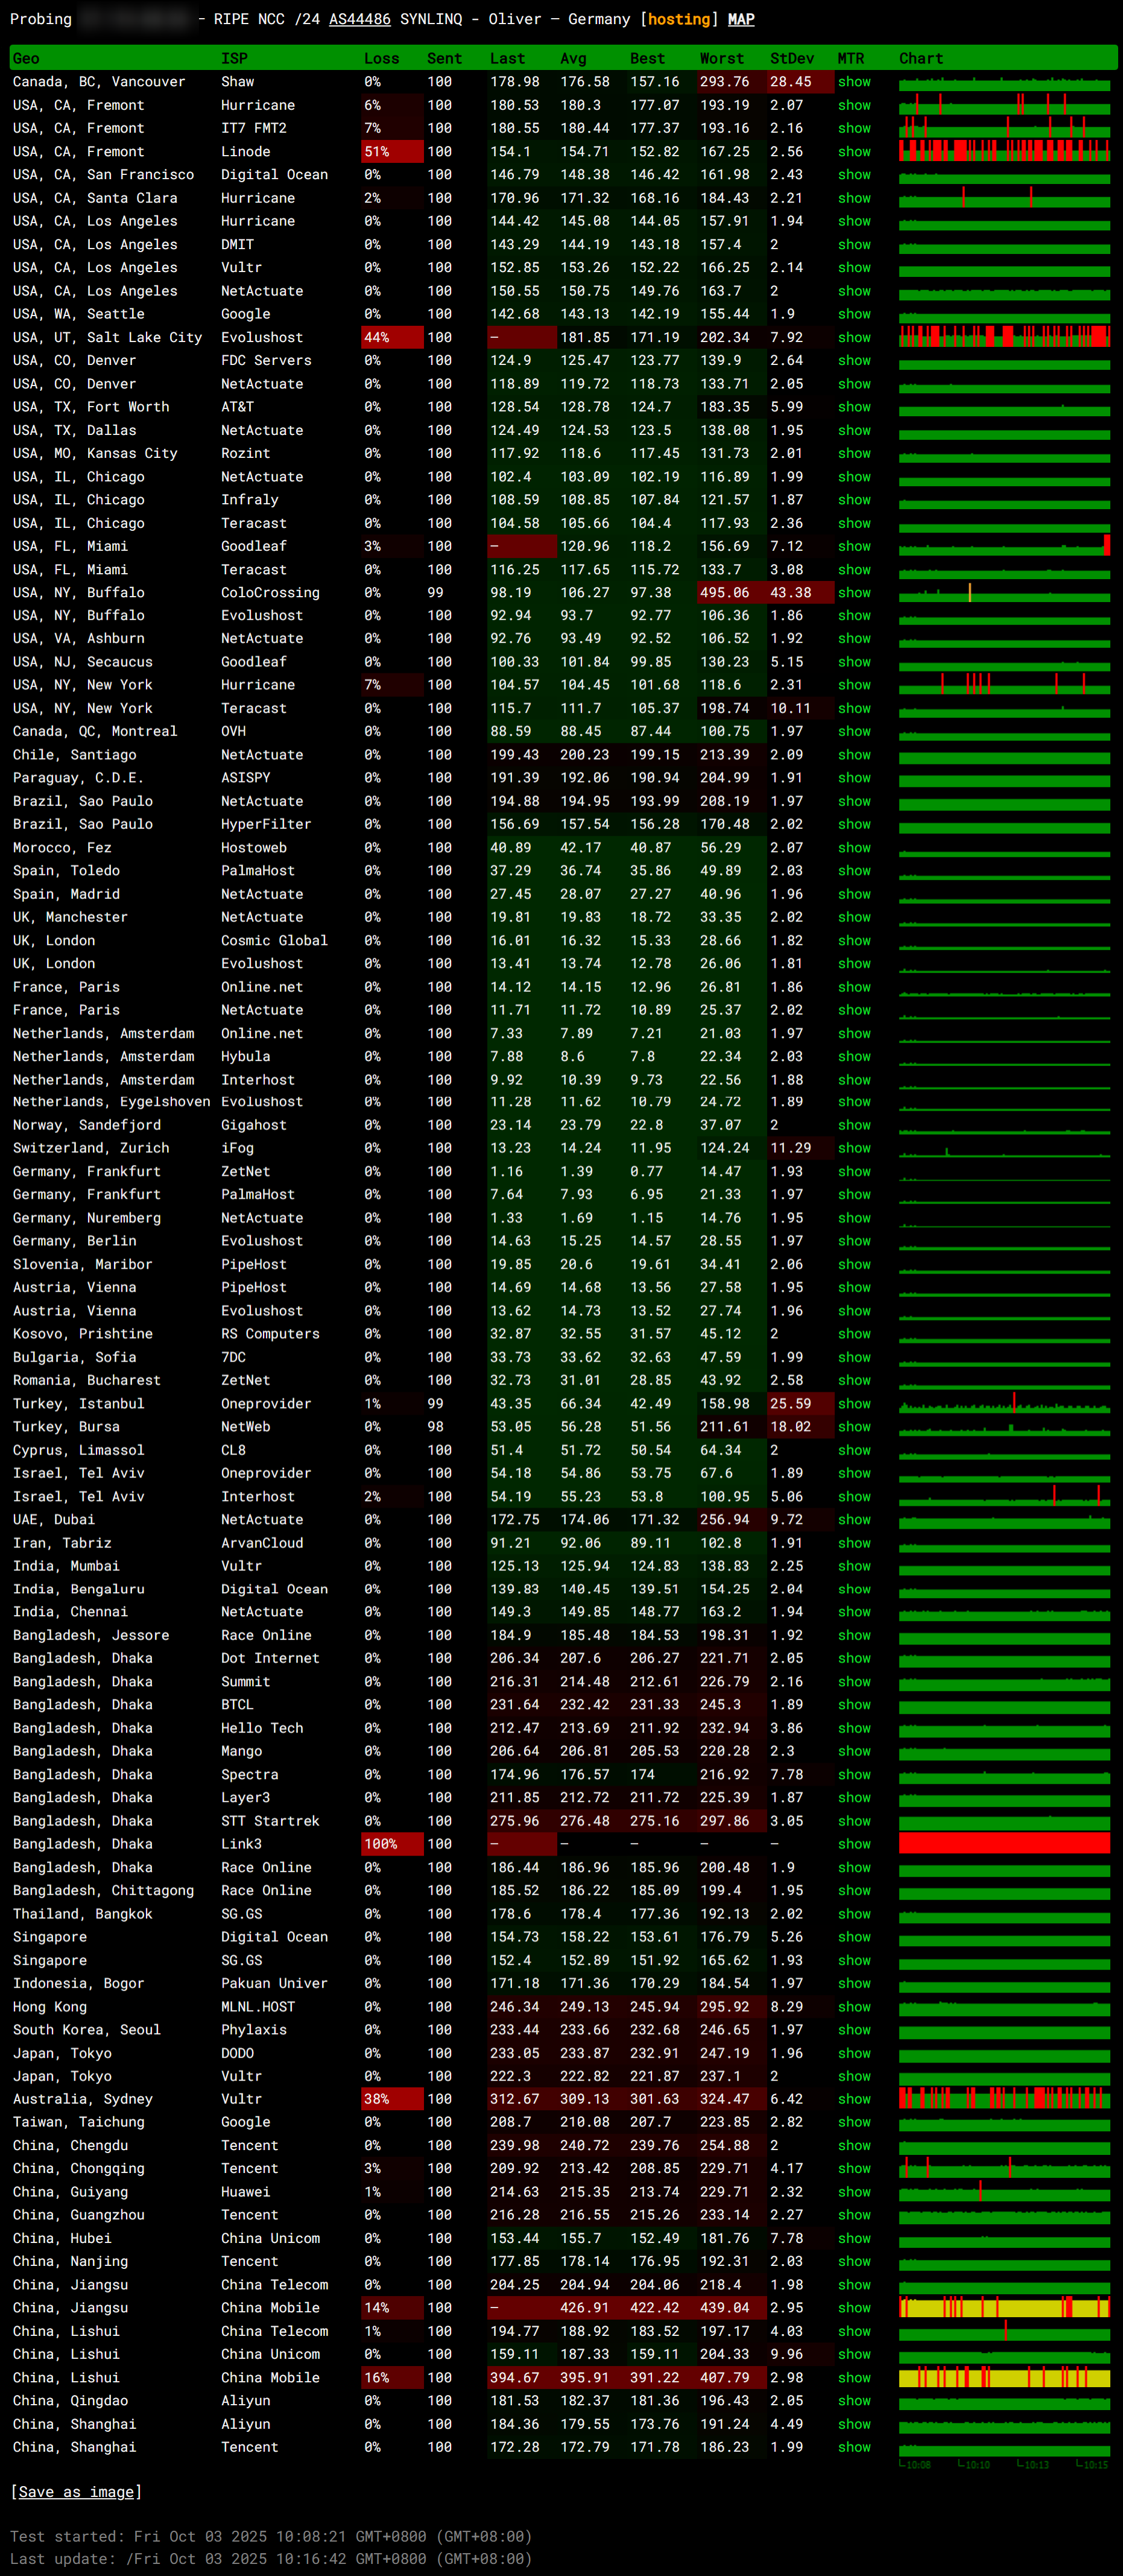 Probing – RIPE NCC /24 AS44486 SYNLINQ - Oliver – Germany [hosting] MAP
Geo ISP Loss Sent Last Avg Best Worst StDev MTR Chart
Canada, BC, Vancouver Shaw 0% 100 178.98 176.58 157.16 293.76 28.45 show
USA, CA, Fremont Hurricane 6% 100 180.53 180.3 177.07 193.19 2.07 show
USA, CA, Fremont IT7 FMT2 7% 100 180.55 180.44 177.37 193.16 2.16 show
USA, CA, Fremont Linode 51% 100 154.1 154.71 152.82 167.25 2.56 show
USA, CA, San Francisco Digital Ocean 0% 100 146.79 148.38 146.42 161.98 2.43 show
USA, CA, Santa Clara Hurricane 2% 100 170.96 171.32 168.16 184.43 2.21 show
USA, CA, Los Angeles Hurricane 0% 100 144.42 145.08 144.05 157.91 1.94 show
USA, CA, Los Angeles DMIT 0% 100 143.29 144.19 143.18 157.4 2 show
USA, CA, Los Angeles Vultr 0% 100 152.85 153.26 152.22 166.25 2.14 show
USA, CA, Los Angeles NetActuate 0% 100 150.55 150.75 149.76 163.7 2 show
USA, WA, Seattle Google 0% 100 142.68 143.13 142.19 155.44 1.9 show
USA, UT, Salt Lake City Evolushost 44% 100 – 181.85 171.19 202.34 7.92 show
USA, CO, Denver FDC Servers 0% 100 124.9 125.47 123.77 139.9 2.64 show
USA, CO, Denver NetActuate 0% 100 118.89 119.72 118.73 133.71 2.05 show
USA, TX, Fort Worth AT&T 0% 100 128.54 128.78 124.7 183.35 5.99 show
USA, TX, Dallas NetActuate 0% 100 124.49 124.53 123.5 138.08 1.95 show
USA, MO, Kansas City Rozint 0% 100 117.92 118.6 117.45 131.73 2.01 show
USA, IL, Chicago NetActuate 0% 100 102.4 103.09 102.19 116.89 1.99 show
USA, IL, Chicago Infraly 0% 100 108.59 108.85 107.84 121.57 1.87 show
USA, IL, Chicago Teracast 0% 100 104.58 105.66 104.4 117.93 2.36 show
USA, FL, Miami Goodleaf 3% 100 – 120.96 118.2 156.69 7.12 show
USA, FL, Miami Teracast 0% 100 116.25 117.65 115.72 133.7 3.08 show
USA, NY, Buffalo ColoCrossing 0% 99 98.19 106.27 97.38 495.06 43.38 show
USA, NY, Buffalo Evolushost 0% 100 92.94 93.7 92.77 106.36 1.86 show
USA, VA, Ashburn NetActuate 0% 100 92.76 93.49 92.52 106.52 1.92 show
USA, NJ, Secaucus Goodleaf 0% 100 100.33 101.84 99.85 130.23 5.15 show
USA, NY, New York Hurricane 7% 100 104.57 104.45 101.68 118.6 2.31 show
USA, NY, New York Teracast 0% 100 115.7 111.7 105.37 198.74 10.11 show
Canada, QC, Montreal OVH 0% 100 88.59 88.45 87.44 100.75 1.97 show
Chile, Santiago NetActuate 0% 100 199.43 200.23 199.15 213.39 2.09 show
Paraguay, C.D.E. ASISPY 0% 100 191.39 192.06 190.94 204.99 1.91 show
Brazil, Sao Paulo NetActuate 0% 100 194.88 194.95 193.99 208.19 1.97 show
Brazil, Sao Paulo HyperFilter 0% 100 156.69 157.54 156.28 170.48 2.02 show
Morocco, Fez Hostoweb 0% 100 40.89 42.17 40.87 56.29 2.07 show
Spain, Toledo PalmaHost 0% 100 37.29 36.74 35.86 49.89 2.03 show
Spain, Madrid NetActuate 0% 100 27.45 28.07 27.27 40.96 1.96 show
UK, Manchester NetActuate 0% 100 19.81 19.83 18.72 33.35 2.02 show
UK, London Cosmic Global 0% 100 16.01 16.32 15.33 28.66 1.82 show
UK, London Evolushost 0% 100 13.41 13.74 12.78 26.06 1.81 show
France, Paris Online.net 0% 100 14.12 14.15 12.96 26.81 1.86 show
France, Paris NetActuate 0% 100 11.71 11.72 10.89 25.37 2.02 show
Netherlands, Amsterdam Online.net 0% 100 7.33 7.89 7.21 21.03 1.97 show
Netherlands, Amsterdam Hybula 0% 100 7.88 8.6 7.8 22.34 2.03 show
Netherlands, Amsterdam Interhost 0% 100 9.92 10.39 9.73 22.56 1.88 show
Netherlands, Eygelshoven Evolushost 0% 100 11.28 11.62 10.79 24.72 1.89 show
Norway, Sandefjord Gigahost 0% 100 23.14 23.79 22.8 37.07 2 show
Switzerland, Zurich iFog 0% 100 13.23 14.24 11.95 124.24 11.29 show
Germany, Frankfurt ZetNet 0% 100 1.16 1.39 0.77 14.47 1.93 show
Germany, Frankfurt PalmaHost 0% 100 7.64 7.93 6.95 21.33 1.97 show
Germany, Nuremberg NetActuate 0% 100 1.33 1.69 1.15 14.76 1.95 show
Germany, Berlin Evolushost 0% 100 14.63 15.25 14.57 28.55 1.97 show
Slovenia, Maribor PipeHost 0% 100 19.85 20.6 19.61 34.41 2.06 show
Austria, Vienna PipeHost 0% 100 14.69 14.68 13.56 27.58 1.95 show
Austria, Vienna Evolushost 0% 100 13.62 14.73 13.52 27.74 1.96 show
Kosovo, Prishtine RS Computers 0% 100 32.87 32.55 31.57 45.12 2 show
Bulgaria, Sofia 7DC 0% 100 33.73 33.62 32.63 47.59 1.99 show
Romania, Bucharest ZetNet 0% 100 32.73 31.01 28.85 43.92 2.58 show
Turkey, Istanbul Oneprovider 1% 99 43.35 66.34 42.49 158.98 25.59 show
Turkey, Bursa NetWeb 0% 98 53.05 56.28 51.56 211.61 18.02 show
Cyprus, Limassol CL8 0% 100 51.4 51.72 50.54 64.34 2 show
Israel, Tel Aviv Oneprovider 0% 100 54.18 54.86 53.75 67.6 1.89 show
Israel, Tel Aviv Interhost 2% 100 54.19 55.23 53.8 100.95 5.06 show
UAE, Dubai NetActuate 0% 100 172.75 174.06 171.32 256.94 9.72 show
Iran, Tabriz ArvanCloud 0% 100 91.21 92.06 89.11 102.8 1.91 show
India, Mumbai Vultr 0% 100 125.13 125.94 124.83 138.83 2.25 show
India, Bengaluru Digital Ocean 0% 100 139.83 140.45 139.51 154.25 2.04 show
India, Chennai NetActuate 0% 100 149.3 149.85 148.77 163.2 1.94 show
Bangladesh, Jessore Race Online 0% 100 184.9 185.48 184.53 198.31 1.92 show
Bangladesh, Dhaka Dot Internet 0% 100 206.34 207.6 206.27 221.71 2.05 show
Bangladesh, Dhaka Summit 0% 100 216.31 214.48 212.61 226.79 2.16 show
Bangladesh, Dhaka BTCL 0% 100 231.64 232.42 231.33 245.3 1.89 show
Bangladesh, Dhaka Hello Tech 0% 100 212.47 213.69 211.92 232.94 3.86 show
Bangladesh, Dhaka Mango 0% 100 206.64 206.81 205.53 220.28 2.3 show
Bangladesh, Dhaka Spectra 0% 100 174.96 176.57 174 216.92 7.78 show
Bangladesh, Dhaka Layer3 0% 100 211.85 212.72 211.72 225.39 1.87 show
Bangladesh, Dhaka STT Startrek 0% 100 275.96 276.48 275.16 297.86 3.05 show
Bangladesh, Dhaka Link3 100% 100 – – – – – show
Bangladesh, Dhaka Race Online 0% 100 186.44 186.96 185.96 200.48 1.9 show
Bangladesh, Chittagong Race Online 0% 100 185.52 186.22 185.09 199.4 1.95 show
Thailand, Bangkok SG.GS 0% 100 178.6 178.4 177.36 192.13 2.02 show
Singapore Digital Ocean 0% 100 154.73 158.22 153.61 176.79 5.26 show
Singapore SG.GS 0% 100 152.4 152.89 151.92 165.62 1.93 show
Indonesia, Bogor Pakuan Univer 0% 100 171.18 171.36 170.29 184.54 1.97 show
Hong Kong MLNL.HOST 0% 100 246.34 249.13 245.94 295.92 8.29 show
South Korea, Seoul Phylaxis 0% 100 233.44 233.66 232.68 246.65 1.97 show
Japan, Tokyo DODO 0% 100 233.05 233.87 232.91 247.19 1.96 show
Japan, Tokyo Vultr 0% 100 222.3 222.82 221.87 237.1 2 show
Australia, Sydney Vultr 38% 100 312.67 309.13 301.63 324.47 6.42 show
Taiwan, Taichung Google 0% 100 208.7 210.08 207.7 223.85 2.82 show
China, Chengdu Tencent 0% 100 239.98 240.72 239.76 254.88 2 show
China, Chongqing Tencent 3% 100 209.92 213.42 208.85 229.71 4.17 show
China, Guiyang Huawei 1% 100 214.63 215.35 213.74 229.71 2.32 show
China, Guangzhou Tencent 0% 100 216.28 216.55 215.26 233.14 2.27 show
China, Hubei China Unicom 0% 100 153.44 155.7 152.49 181.76 7.78 show
China, Nanjing Tencent 0% 100 177.85 178.14 176.95 192.31 2.03 show
China, Jiangsu China Telecom 0% 100 204.25 204.94 204.06 218.4 1.98 show
China, Jiangsu China Mobile 14% 100 – 426.91 422.42 439.04 2.95 show
China, Lishui China Telecom 1% 100 194.77 188.92 183.52 197.17 4.03 show
China, Lishui China Unicom 0% 100 159.11 187.33 159.11 204.33 9.96 show
China, Lishui China Mobile 16% 100 394.67 395.91 391.22 407.79 2.98 show
China, Qingdao Aliyun 0% 100 181.53 182.37 181.36 196.43 2.05 show
China, Shanghai Aliyun 0% 100 184.36 179.55 173.76 191.24 4.49 show
China, Shanghai Tencent 0% 100 172.28 172.79 171.78 186.23 1.99 show
10:08 10:10 10:13 10:15
[Save as image]
Test started: Fri Oct 03 2025 10:08:21 GMT+0800 (GMT+08:00)
Last update: /Fri Oct 03 2025 10:16:42 GMT+0800 (GMT+08:00)